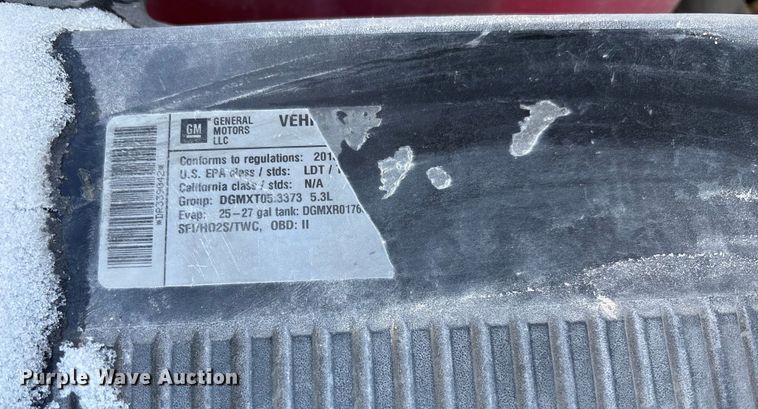 GM GENERAL MOTORS LLC
VEHI
Conforms to regulations: 201
U.S. EPA class / stds: LDT /
California class / stds: N/A
Group: DGMXT05.3373 5.3L
Evap: 25-27 gal tank: DGMXR0176
SFI/HO2S/TWC, OBD: II
Purple Wave Auction